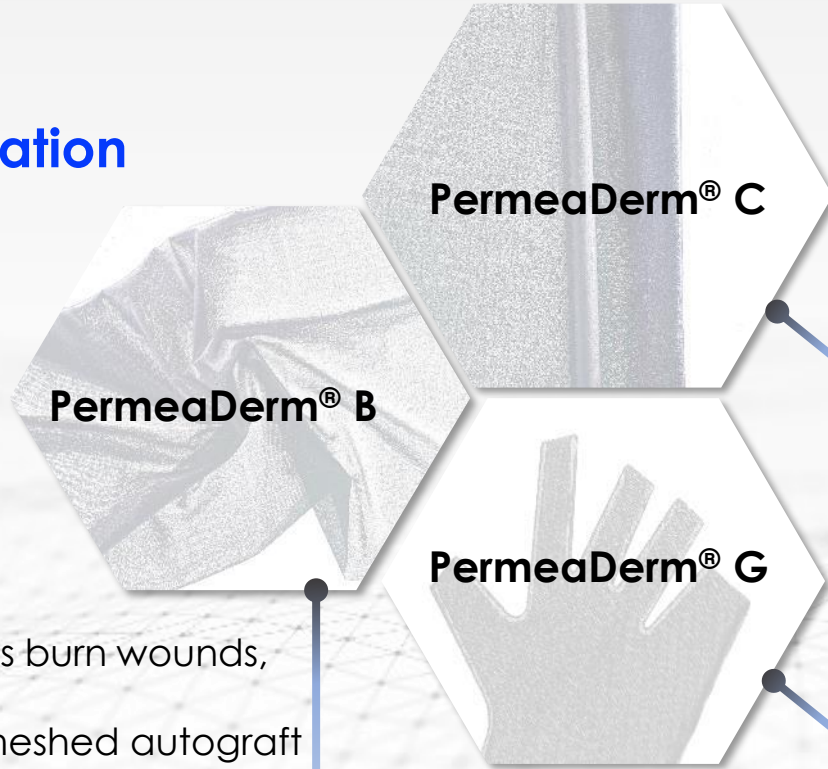 ation
PermeaDerm® C
PermeaDerm® B
PermeaDerm® G
s burn wounds,
meshed autograft